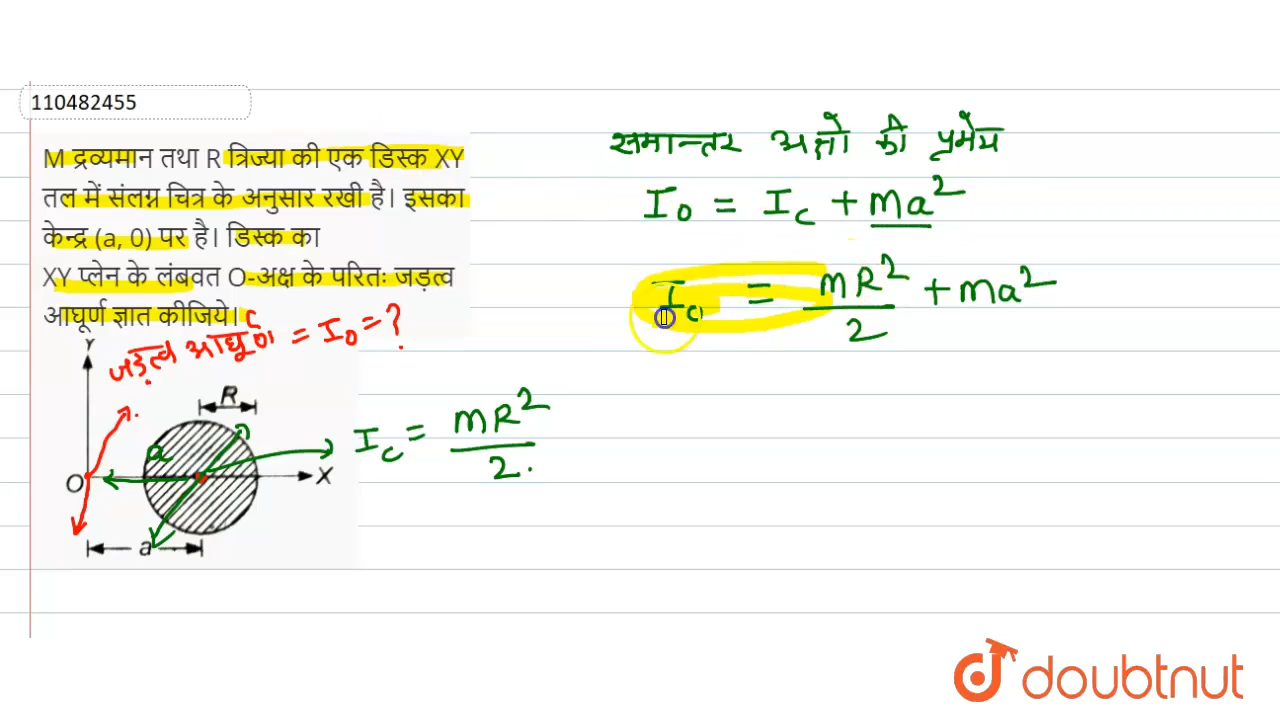 110482455
M द्रव्यमान तथा R त्रिज्या की एक डिस्क XY
तल में संलग्न चित्र के अनुसार रखी है। इसका
केन्द्र (a, 0) पर है। डिस्क का
XY प्लेन के लंबवत O-अक्ष के परितः जड़त्व
आघूर्ण ज्ञात कीजिये।
जड़त्व आघूर्ण = I₀ = ?
Y
R
a
O
X
a
I_C = mR²/2.
समान्तर अक्षो की प्रमेय
I₀ = I_C + ma²
I₀ = mR²/2 + ma²
doubtnut